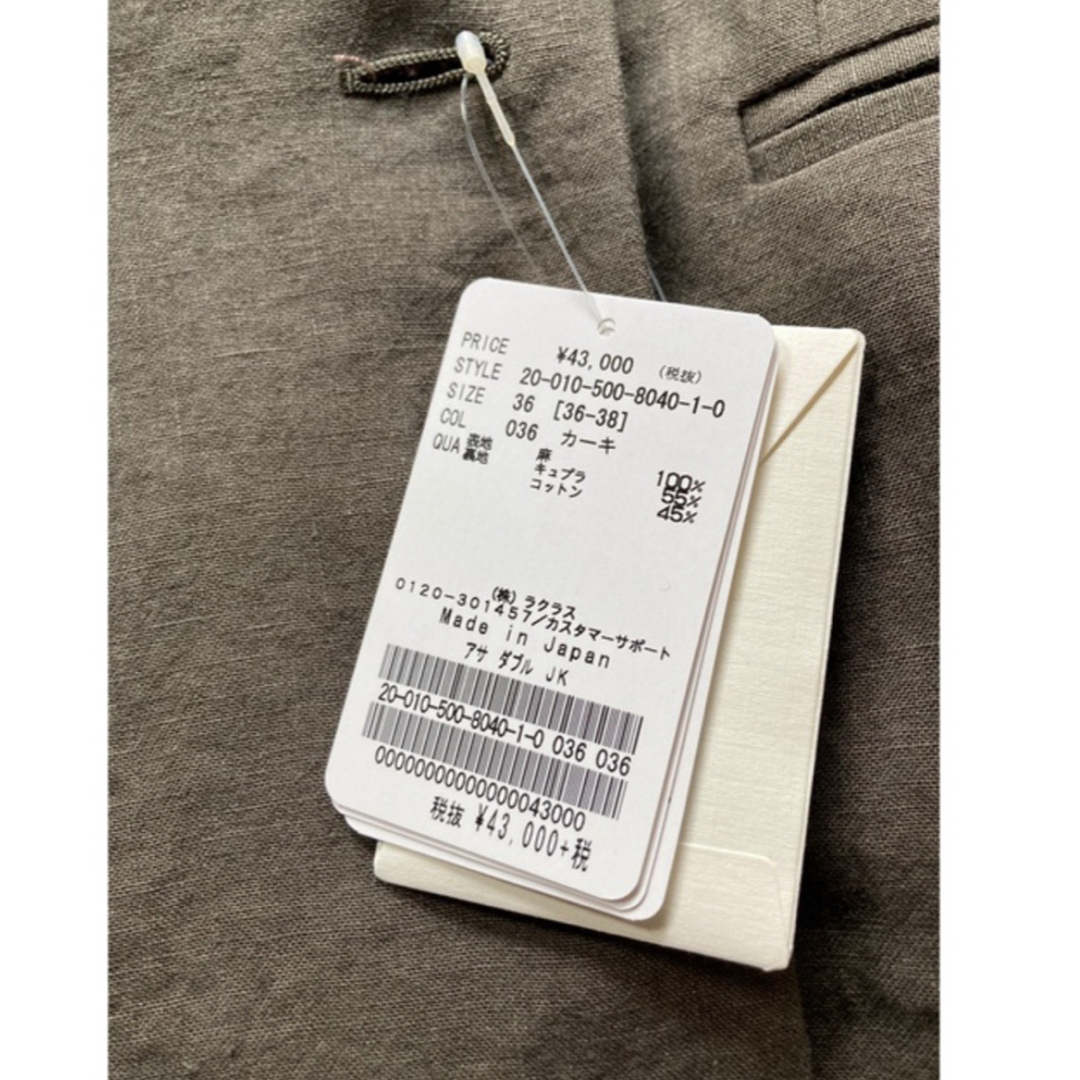 PRICE ¥43,000 (税抜)
STYLE 20-010-500-8040-1-0
SIZE 36 [36-38]
COL 036 カーキ
QUA 表地 麻 100%
裏地 キュプラ 55%
コットン 45%
(株) ラクラス
0120-301457/カスタマーサポート
Made in Japan
アサ ダブル JK
20-010-500-8040-1-0 036 036
00000000000000043000
税抜 ¥43,000+税